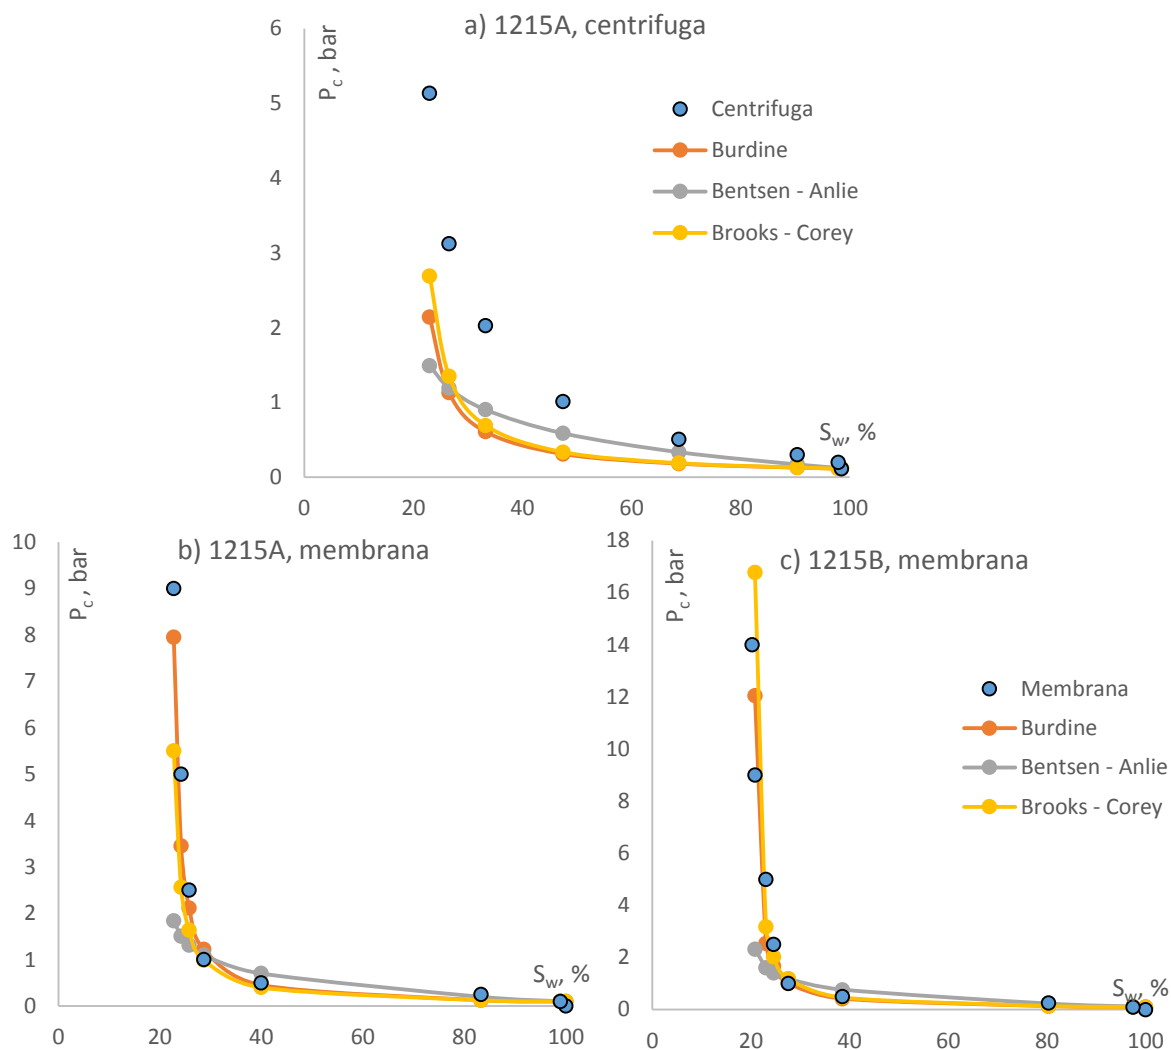 a) 1215A, centrifuga
P_c, bar
6
5
4
3
2
1
0
Centrifuga
Burdine
Bentsen - Anlie
Brooks - Corey
S_w, %
0 20 40 60 80 100
b) 1215A, membrana
P_c, bar
10
9
8
7
6
5
4
3
2
1
0
S_w, %
0 20 40 60 80 100
c) 1215B, membrana
P_c, bar
18
16
14
12
10
8
6
4
2
0
Membrana
Burdine
Bentsen - Anlie
Brooks - Corey
S_w, %
0 20 40 60 80 100